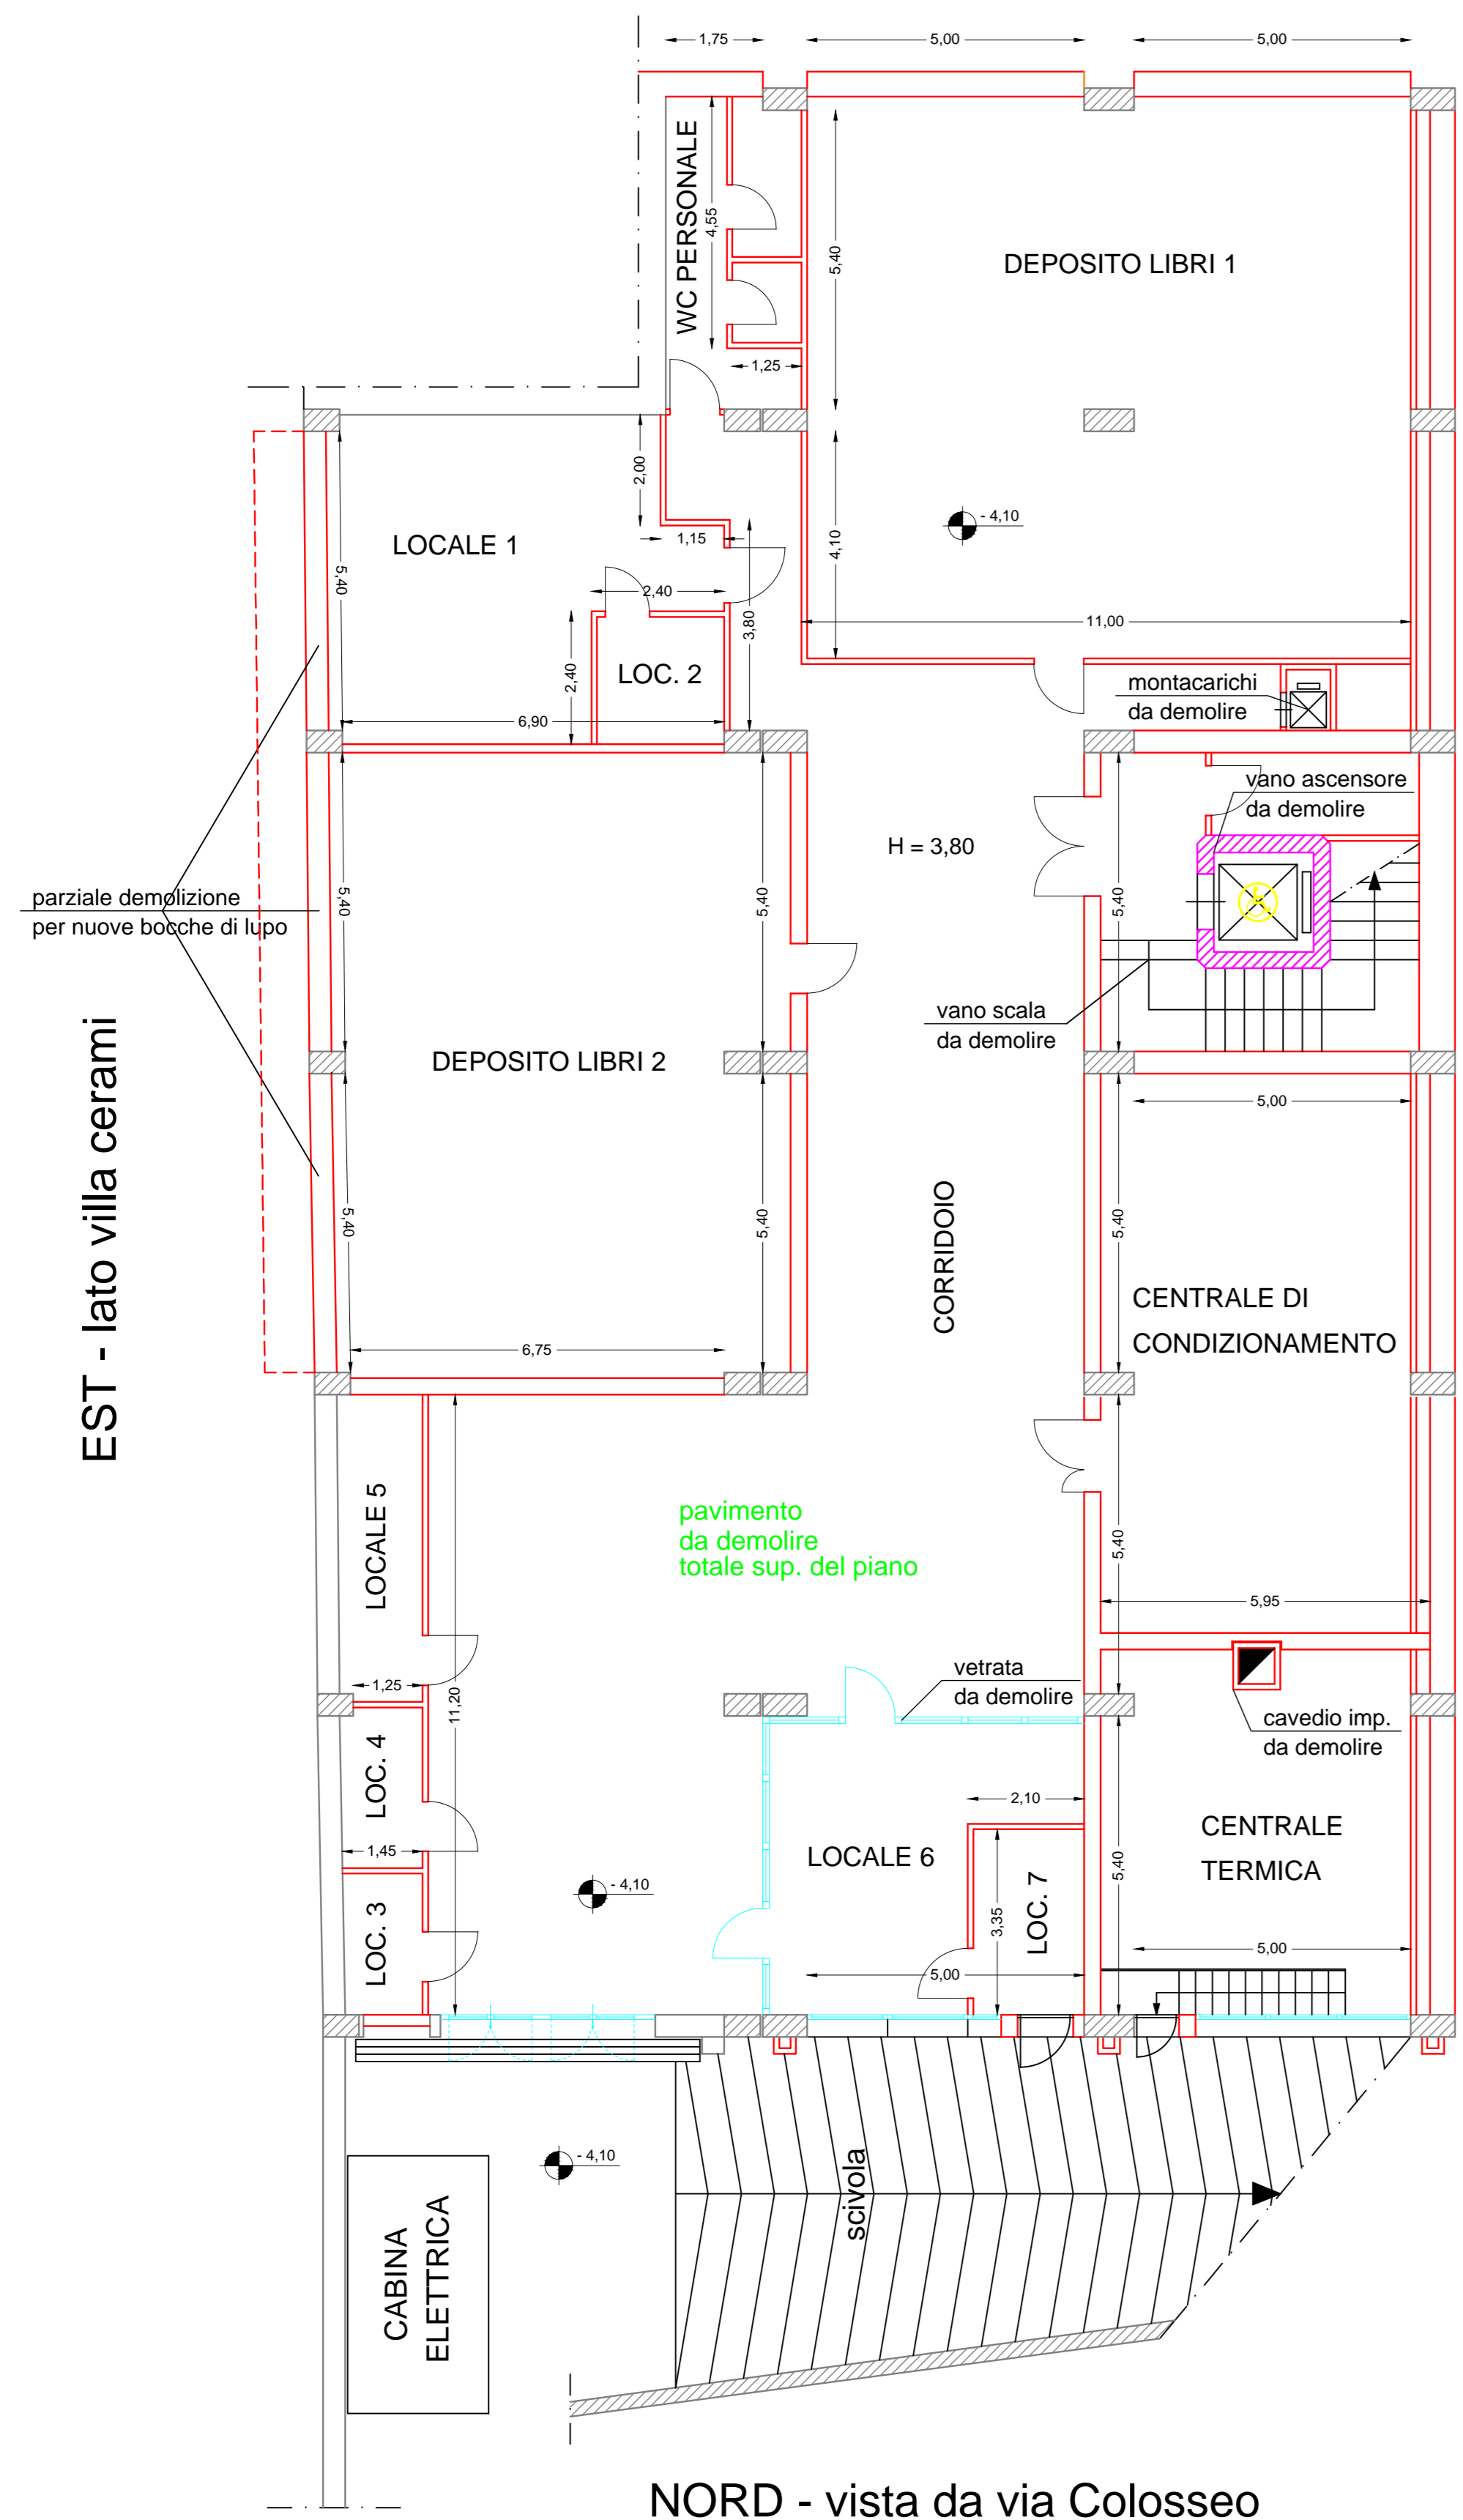 1,75
5,00
5,00
WC PERSONALE
4,55
5,40
DEPOSITO LIBRI 1
1,25
2,00
- 4,10
LOCALE 1
1,15
4,10
5,40
2,40
3,80
11,00
LOC. 2
2,40
montacarichi
da demolire
6,90
vano ascensore
da demolire
H = 3,80
parziale demolizione
per nuove bocche di lupo
5,40
5,40
5,40
vano scala
da demolire
DEPOSITO LIBRI 2
5,00
EST - lato villa cerami
5,40
5,40
5,40
CORRIDOIO
CENTRALE DI
CONDIZIONAMENTO
6,75
LOCALE 5
pavimento
da demolire
totale sup. del piano
5,40
5,95
1,25
11,20
vetrata
da demolire
cavedio imp.
da demolire
LOC. 4
2,10
CENTRALE
TERMICA
1,45
LOCALE 6
5,40
- 4,10
LOC. 3
3,35
LOC. 7
5,00
5,00
- 4,10
scivola
CABINA
ELETTRICA
NORD - vista da via Colosseo